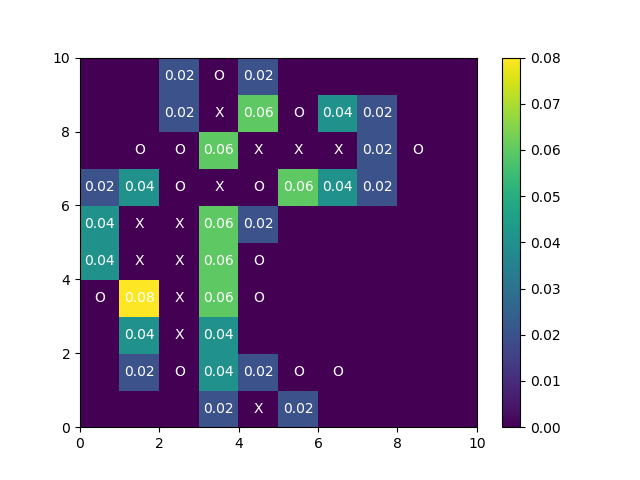 10 0.02 O 0.02 0.08
0.02 X 0.06 O 0.04 0.02 0.07
8
O O 0.06 X X X 0.02 O 0.06
0.02 0.04 O X O 0.06 0.04 0.02
6 0.05
0.04 X X 0.06 0.02
0.04 X X 0.06 O 0.04
4
O 0.08 X 0.06 O 0.03
0.04 X 0.04
2 0.02
0.02 O 0.04 0.02 O O
0.01
0.02 X 0.02
0 0.00
0 2 4 6 8 10